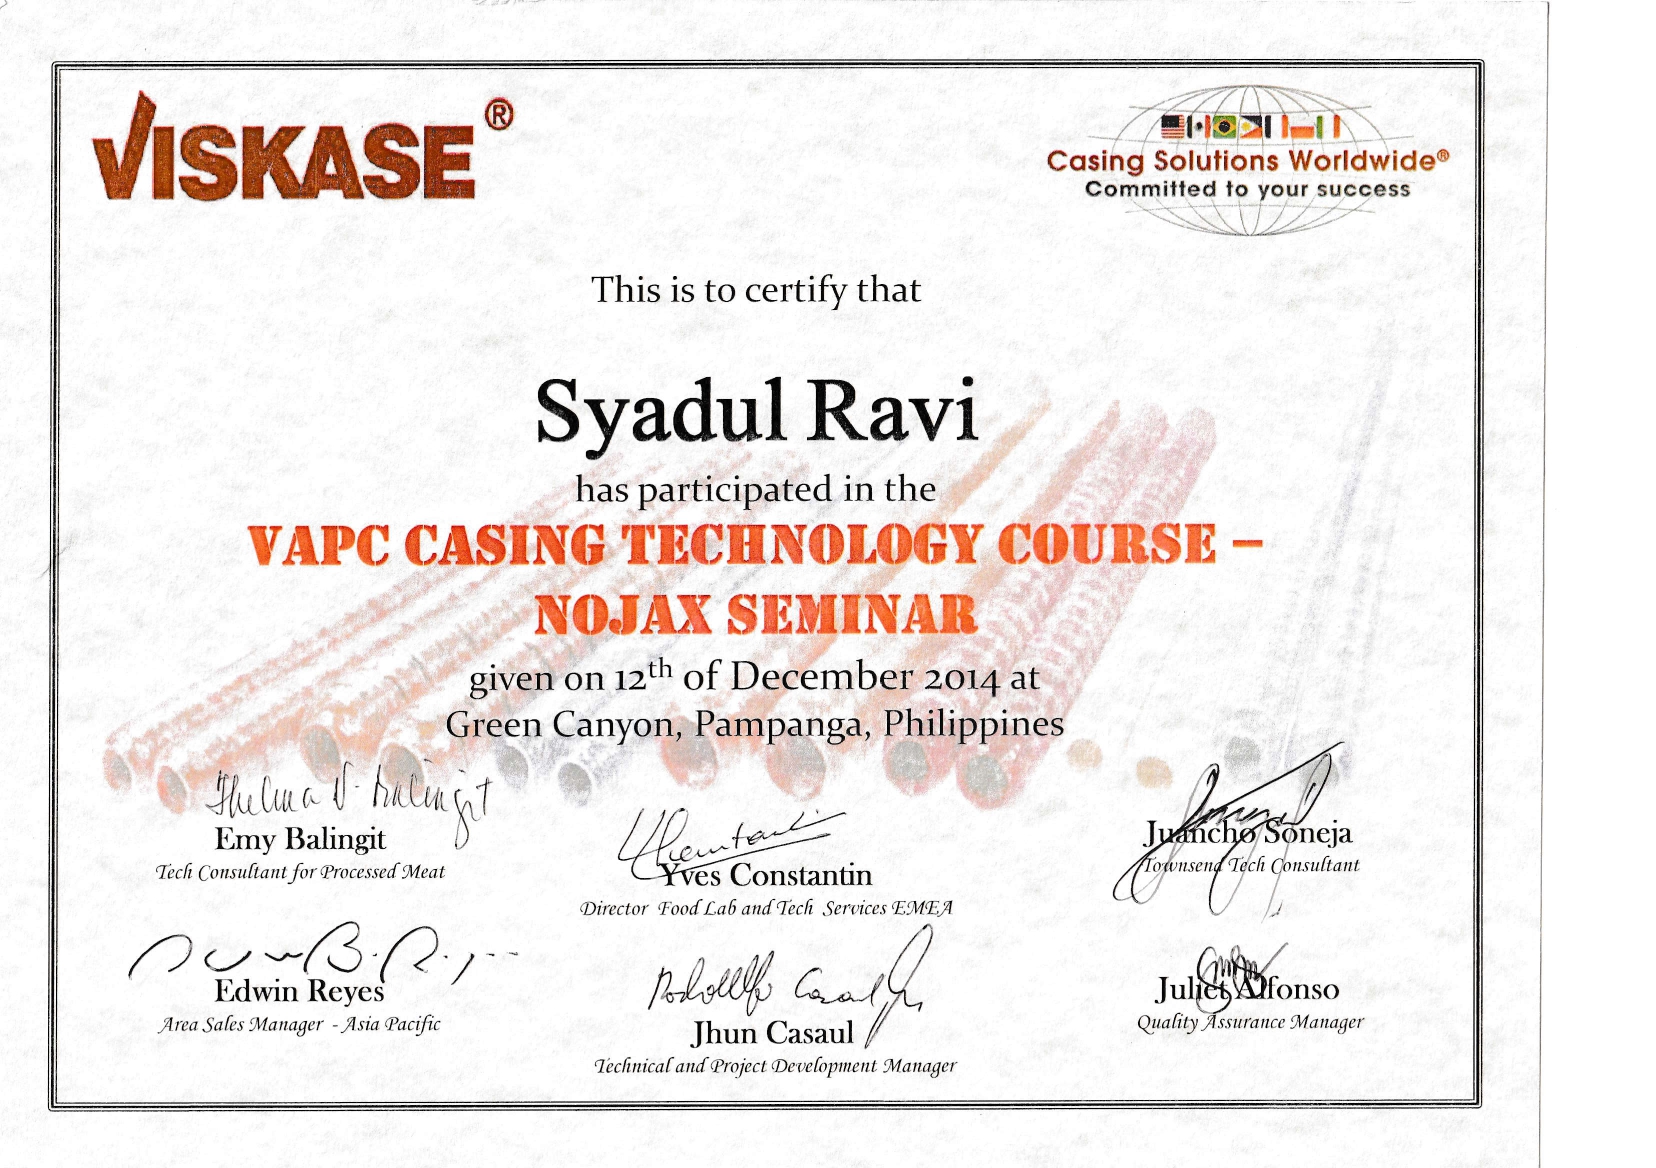 VISKASE®
Casing Solutions Worldwide®
Committed to your success
This is to certify that
Syadul Ravi
has participated in the
VAPC CASING TECHNOLOGY COURSE –
NOJAX SEMINAR
given on 12th of December 2014 at
Green Canyon, Pampanga, Philippines
Thelma V. Balingit
Emy Balingit
Tech Consultant for Processed Meat
Yves Constantin
Director Food Lab and Tech Services EMEA
Juancho Soneja
Townsend Tech Consultant
Edwin Reyes
Area Sales Manager - Asia Pacific
Jhun Casaul
Technical and Project Development Manager
Juliet Alfonso
Quality Assurance Manager